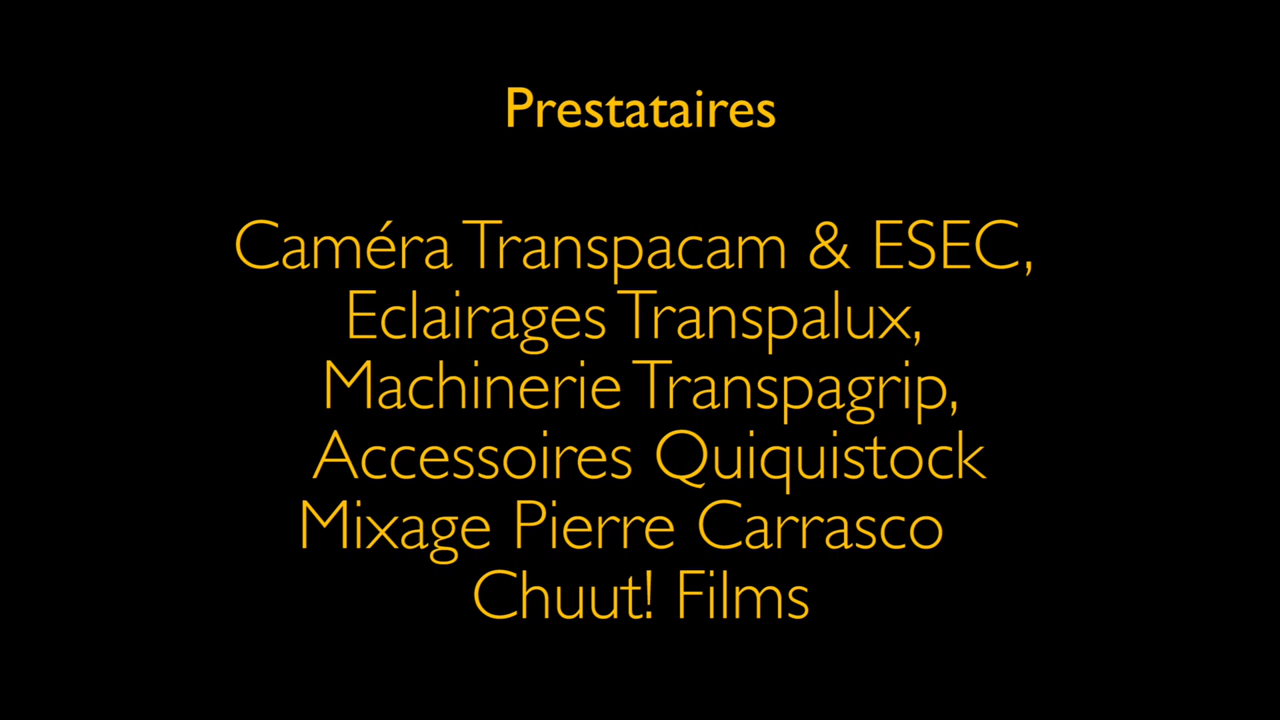 Prestataires
Caméra Transpacam & ESEC,
Eclairages Transpalux,
Machinerie Transpagrip,
Accessoires Quiquistock
Mixage Pierre Carrasco
Chuut! Films